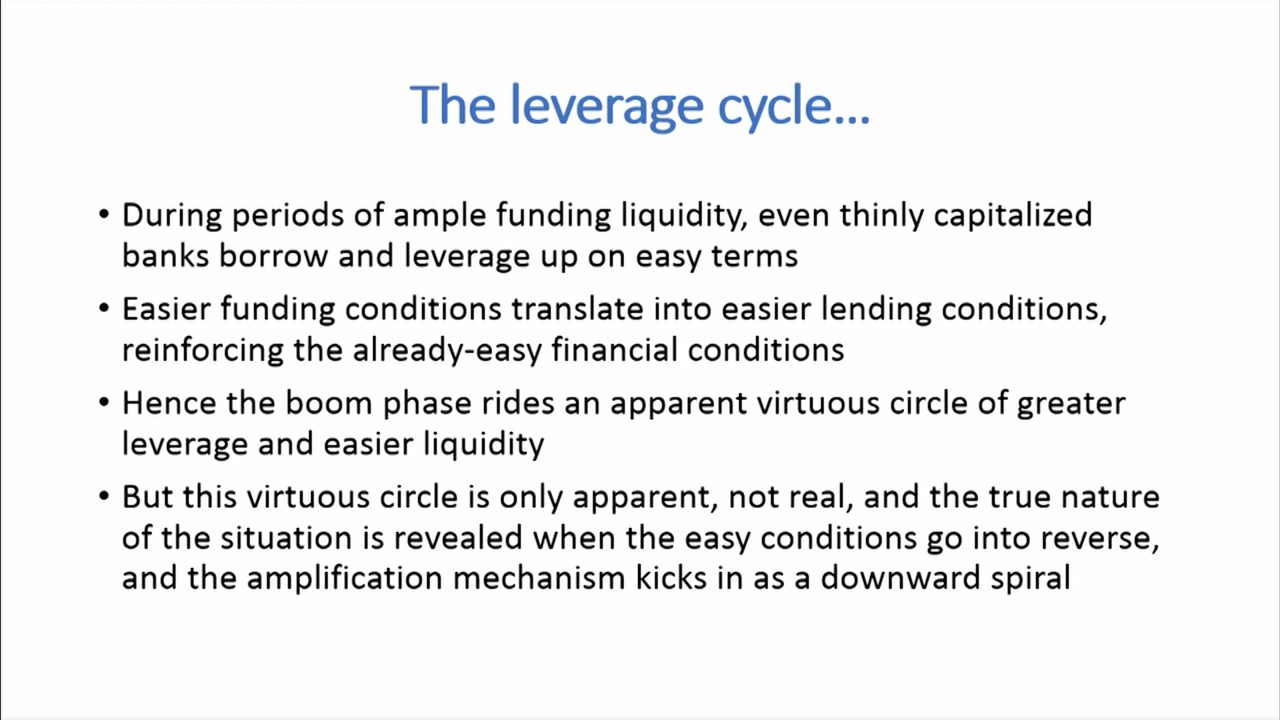 The leverage cycle...
• During periods of ample funding liquidity, even thinly capitalized
banks borrow and leverage up on easy terms
• Easier funding conditions translate into easier lending conditions,
reinforcing the already-easy financial conditions
• Hence the boom phase rides an apparent virtuous circle of greater
leverage and easier liquidity
• But this virtuous circle is only apparent, not real, and the true nature
of the situation is revealed when the easy conditions go into reverse,
and the amplification mechanism kicks in as a downward spiral